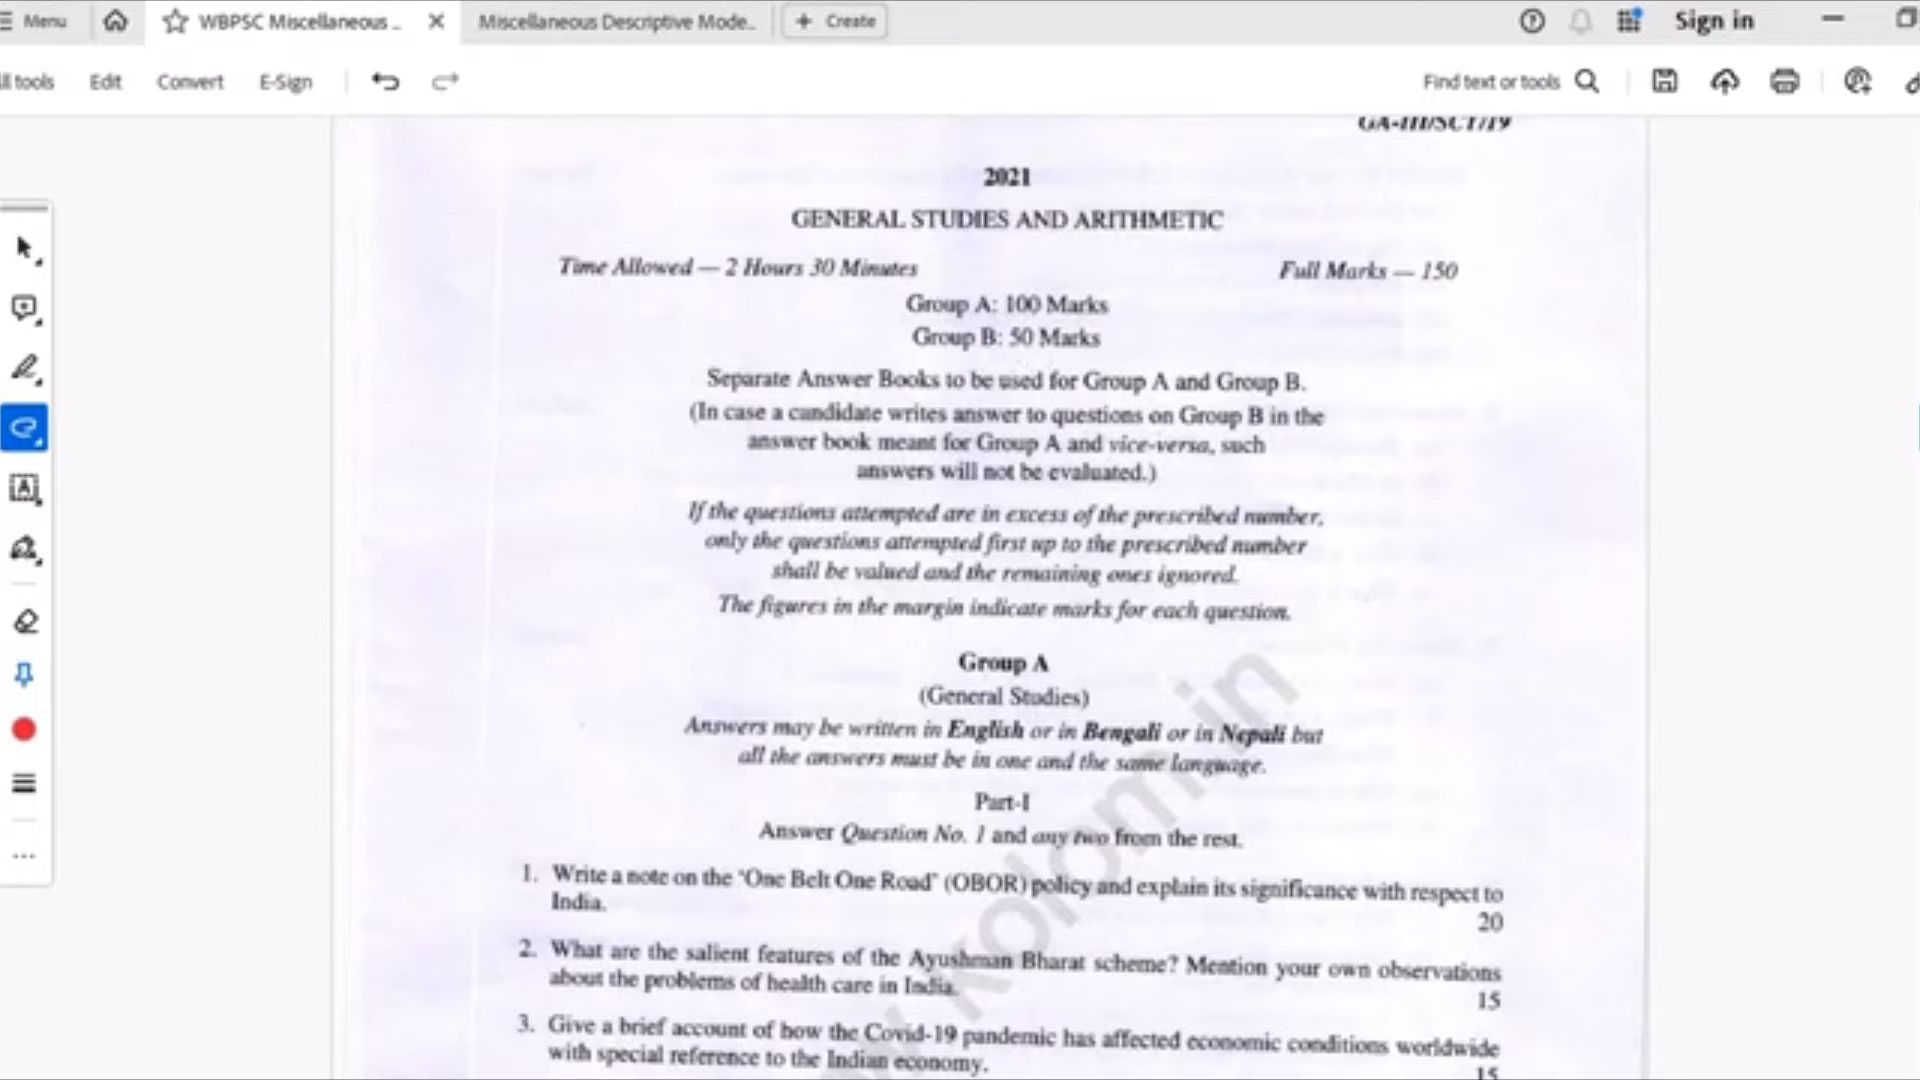 Menu
WBPSC Miscellaneous
Miscellaneous Descriptive Mode..
+ Create
Sign in
ll tools
Edit
Convert
E-Sign
Find text or tools
GA-III/SCT/19
2021
GENERAL STUDIES AND ARITHMETIC
Time Allowed — 2 Hours 30 Minutes
Full Marks — 150
Group A: 100 Marks
Group B: 50 Marks
Separate Answer Books to be used for Group A and Group B.
(In case a candidate writes answer to questions on Group B in the
answer book meant for Group A and vice-versa, such
answers will not be evaluated.)
If the questions attempted are in excess of the prescribed number,
only the questions attempted first up to the prescribed number
shall be valued and the remaining ones ignored.
The figures in the margin indicate marks for each question.
Group A
(General Studies)
Answers may be written in English or in Bengali or in Nepali but
all the answers must be in one and the same language.
Part-I
Answer Question No. 1 and any two from the rest.
1. Write a note on the 'One Belt One Road' (OBOR) policy and explain its significance with respect to
India.
20
2. What are the salient features of the Ayushman Bharat scheme? Mention your own observations
about the problems of health care in India.
15
3. Give a brief account of how the Covid-19 pandemic has affected economic conditions worldwide
with special reference to the Indian economy.
15
kolom.in